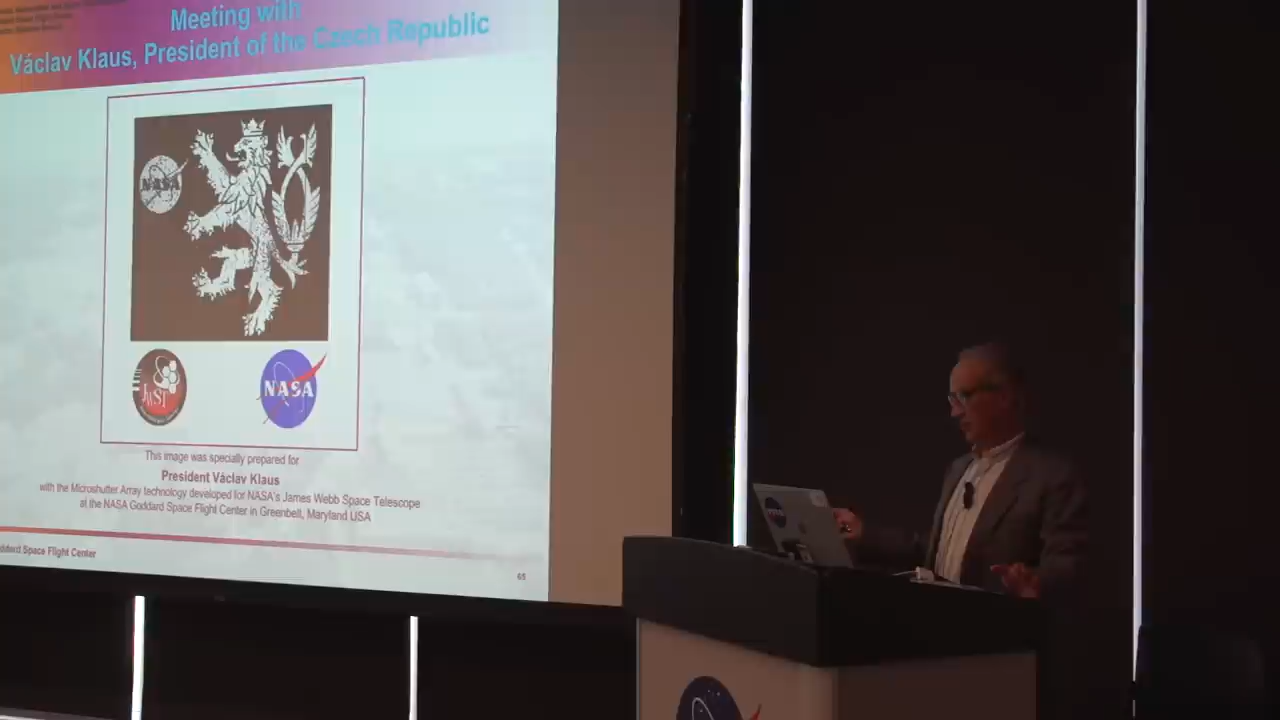 Meeting with
Václav Klaus, President of the Czech Republic
NASA
JWST
NASA
This image was specially prepared for
President Václav Klaus
with the Microshutter Array technology developed for NASA's James Webb Space Telescope
at the NASA Goddard Space Flight Center in Greenbelt, Maryland USA
ddard Space Flight Center
65
NASA